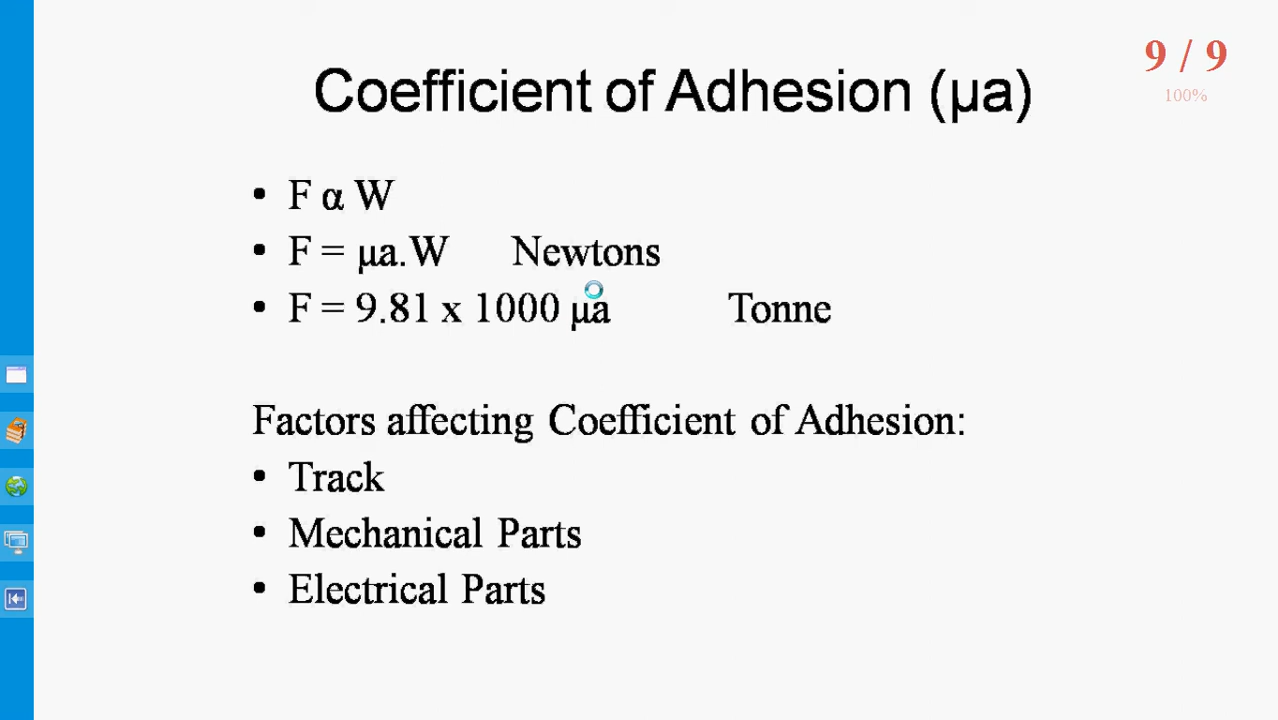 9 / 9
100%
Coefficient of Adhesion (μa)
• F α W
• F = μa.W Newtons
• F = 9.81 x 1000 μa Tonne
Factors affecting Coefficient of Adhesion:
• Track
• Mechanical Parts
• Electrical Parts